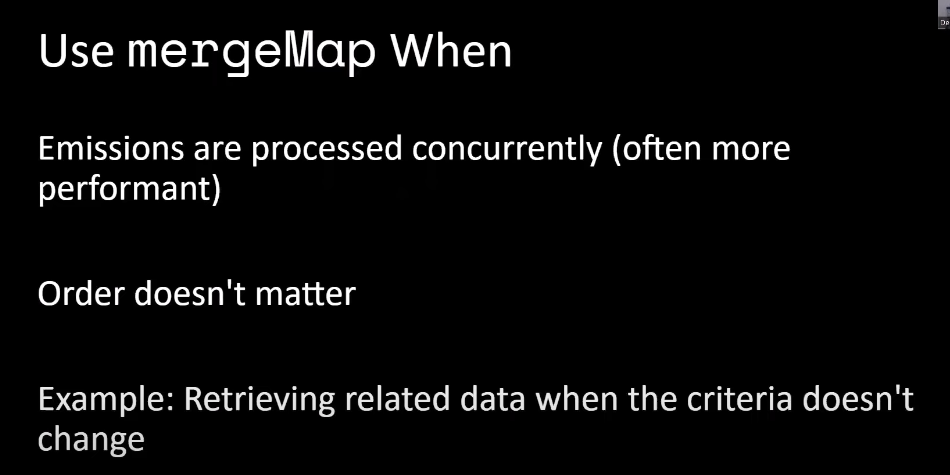 Use mergeMap When
Emissions are processed concurrently (often more
performant)
Order doesn't matter
Example: Retrieving related data when the criteria doesn't
change
De